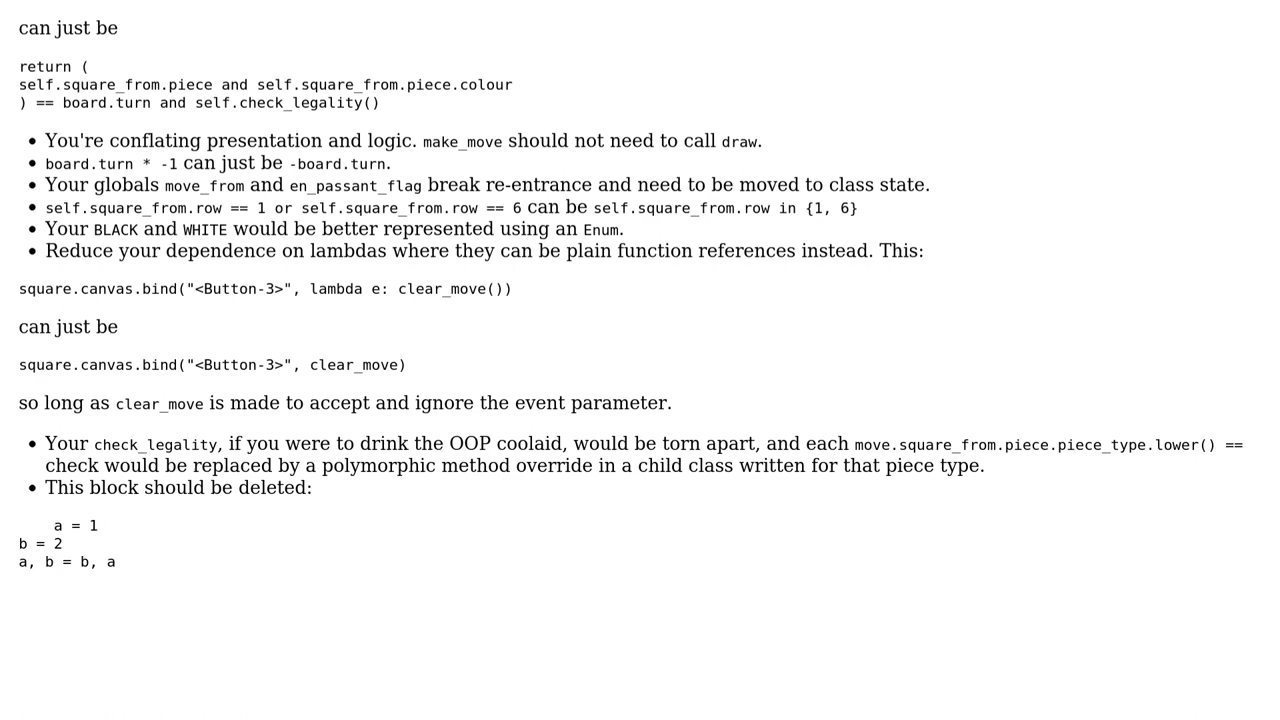 can just be
return (
self.square_from.piece and self.square_from.piece.colour
) == board.turn and self.check_legality()
• You're conflating presentation and logic. make_move should not need to call draw.
• board.turn * -1 can just be -board.turn.
• Your globals move_from and en_passant_flag break re-entrance and need to be moved to class state.
• self.square_from.row == 1 or self.square_from.row == 6 can be self.square_from.row in {1, 6}
• Your BLACK and WHITE would be better represented using an Enum.
• Reduce your dependence on lambdas where they can be plain function references instead. This:
square.canvas.bind("<Button-3>", lambda e: clear_move())
can just be
square.canvas.bind("<Button-3>", clear_move)
so long as clear_move is made to accept and ignore the event parameter.
• Your check_legality, if you were to drink the OOP coolaid, would be torn apart, and each move.square_from.piece.piece_type.lower() ==
check would be replaced by a polymorphic method override in a child class written for that piece type.
• This block should be deleted:
    a = 1
b = 2
a, b = b, a